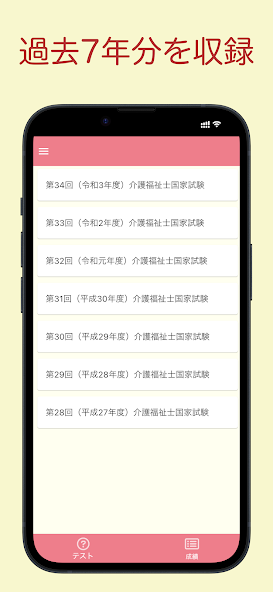 過去7年分を収録
第34回（令和3年度）介護福祉士国家試験
第33回（令和2年度）介護福祉士国家試験
第32回（令和元年度）介護福祉士国家試験
第31回（平成30年度）介護福祉士国家試験
第30回（平成29年度）介護福祉士国家試験
第29回（平成28年度）介護福祉士国家試験
第28回（平成27年度）介護福祉士国家試験
テスト
成績